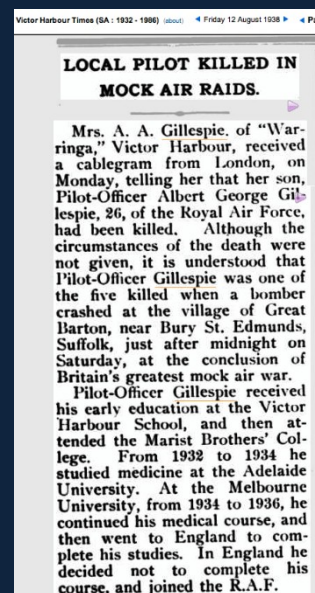 Victor Harbour Times (SA : 1932 - 1986) (about) Friday 12 August 1938
LOCAL PILOT KILLED IN
MOCK AIR RAIDS.
Mrs. A. A. Gillespie. of "War-
ringa," Victor Harbour, received
a cablegram from London, on
Monday, telling her that her son,
Pilot-Officer Albert George Gil-
lespie, 26, of the Royal Air Force,
had been killed. Although the
circumstances of the death were
not given, it is understood that
Pilot-Officer Gillespie was one of
the five killed when a bomber
crashed at the village of Great
Barton, near Bury St. Edmunds,
Suffolk, just after midnight on
Saturday, at the conclusion of
Britain's greatest mock air war.
Pilot-Officer Gillespie received
his early education at the Victor
Harbour School, and then at-
tended the Marist Brothers' Col-
lege. From 1932 to 1934 he
studied medicine at the Adelaide
University. At the Melbourne
University, from 1934 to 1936, he
continued his medical course, and
then went to England to com-
plete his studies. In England he
decided not to complete his
course, and joined the R.A.F.